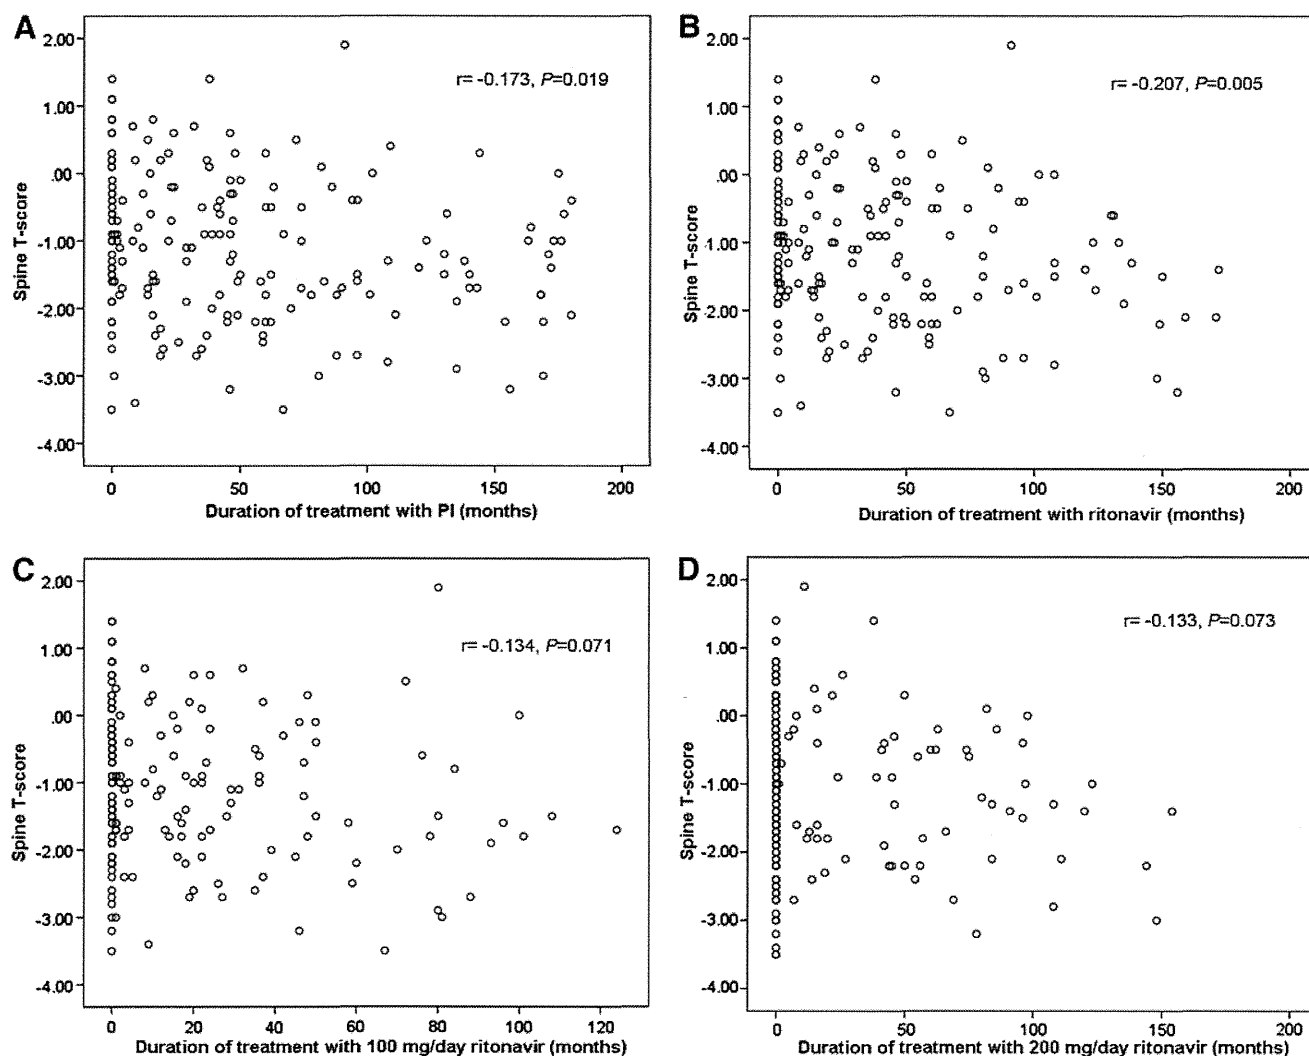 A
r= -0.173, P=0.019
Spine T-score
2.00
1.00
.00
-1.00
-2.00
-3.00
-4.00
0 50 100 150 200
Duration of treatment with PI (months)
B
r= -0.207, P=0.005
Spine T-score
2.00
1.00
.00
-1.00
-2.00
-3.00
-4.00
0 50 100 150 200
Duration of treatment with ritonavir (months)
C
r= -0.134, P=0.071
Spine T-score
2.00
1.00
.00
-1.00
-2.00
-3.00
-4.00
0 20 40 60 80 100 120
Duration of treatment with 100 mg/day ritonavir (months)
D
r= -0.133, P=0.073
Spine T-score
2.00
1.00
.00
-1.00
-2.00
-3.00
-4.00
0 50 100 150 200
Duration of treatment with 200 mg/day ritonavir (months)